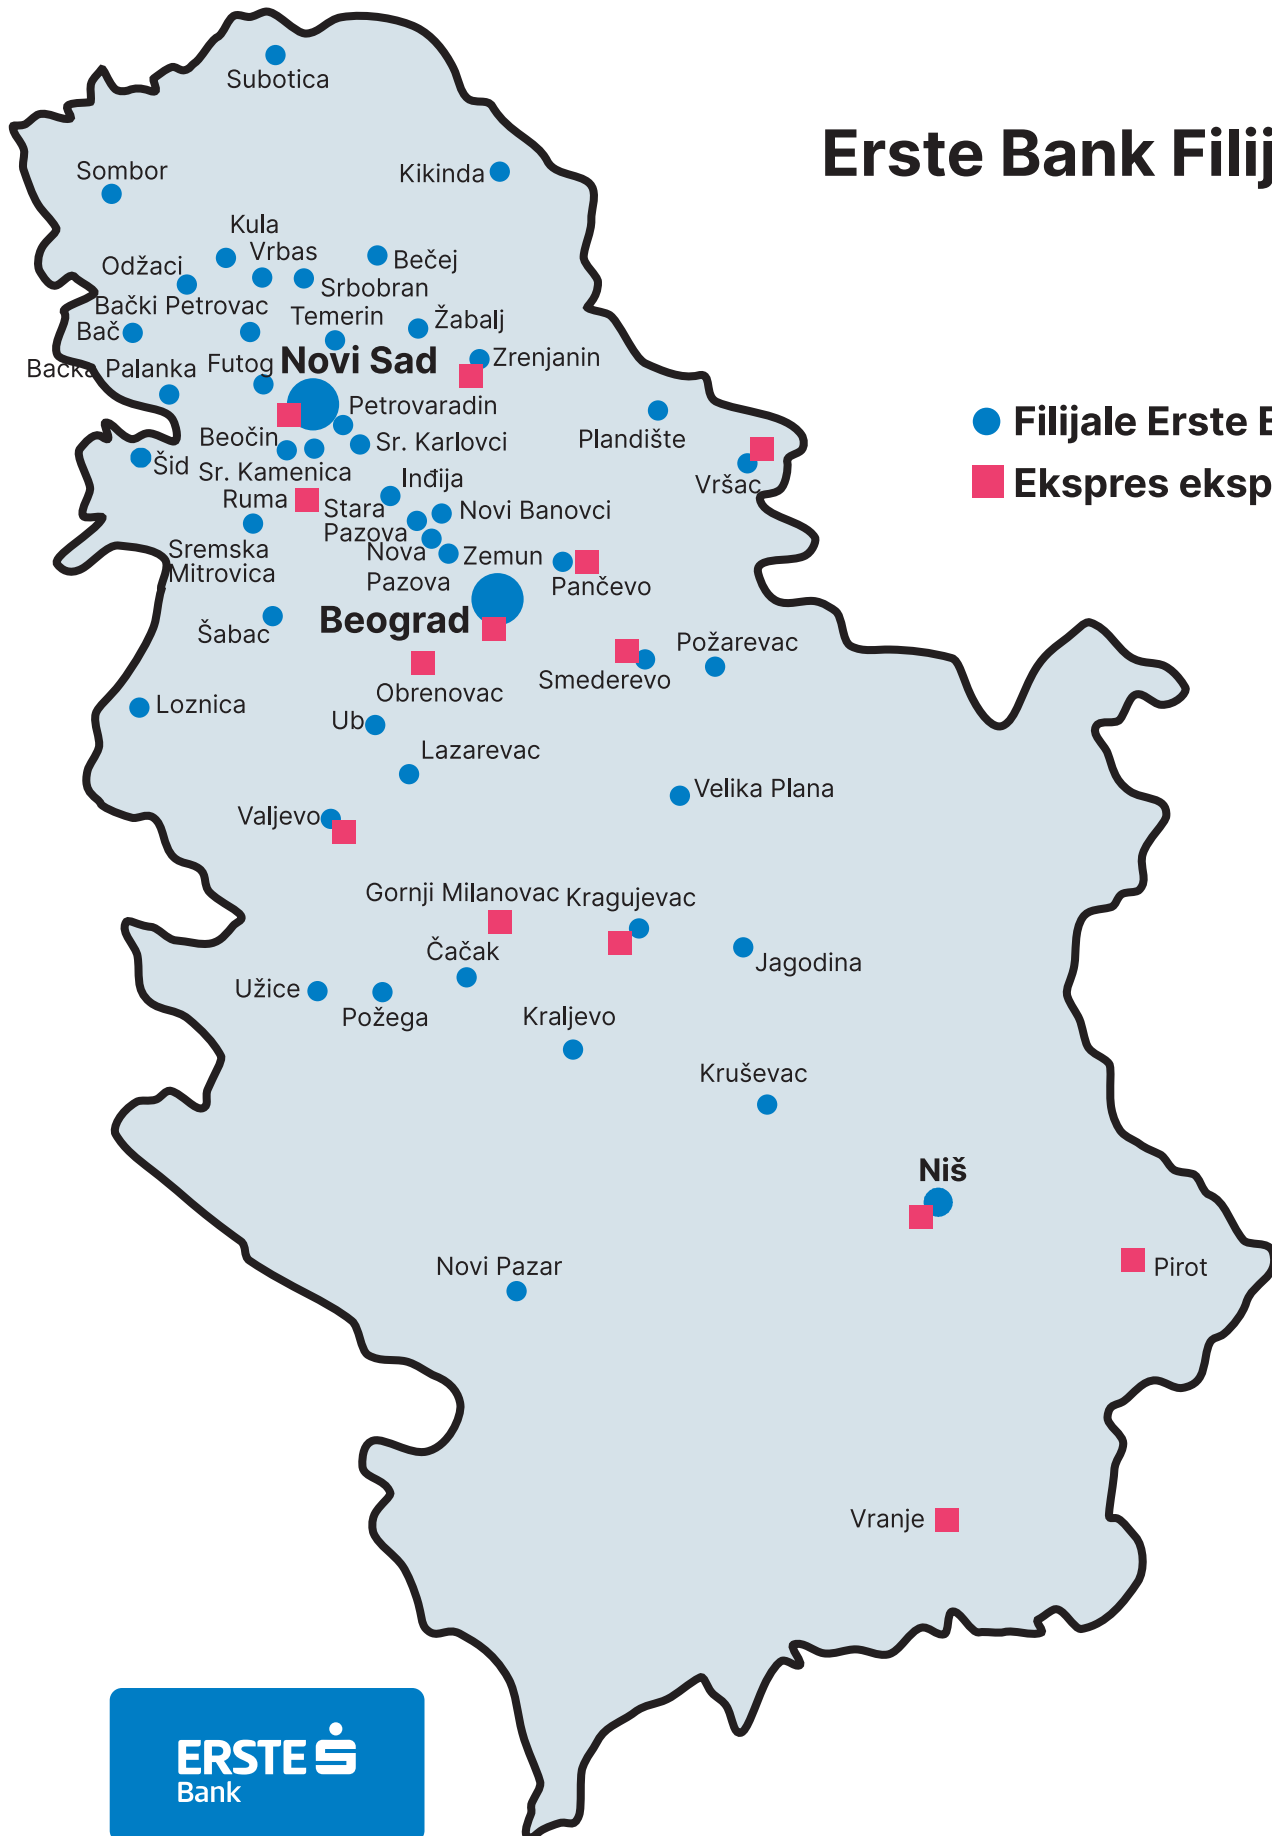 Subotica
Erste Bank Filij
Sombor
Kikinda
Kula
Vrbas
Bečej
Odžaci
Srbobran
Bački Petrovac
Temerin
Žabalj
Bač
Zrenjanin
Novi Sad
Futog
Bačka Palanka
Petrovaradin
Filijale Erste B
Plandište
Beočin
Sr. Karlovci
Šid
Sr. Kamenica
Vršac
Ekspres eksp
Inđija
Ruma
Stara
Pazova
Novi Banovci
Sremska
Mitrovica
Nova
Pazova
Zemun
Pančevo
Beograd
Šabac
Požarevac
Smederevo
Obrenovac
Loznica
Ub
Lazarevac
Velika Plana
Valjevo
Gornji Milanovac
Kragujevac
Čačak
Jagodina
Užice
Požega
Kraljevo
Kruševac
Niš
Novi Pazar
Pirot
Vranje
ERSTE
Bank